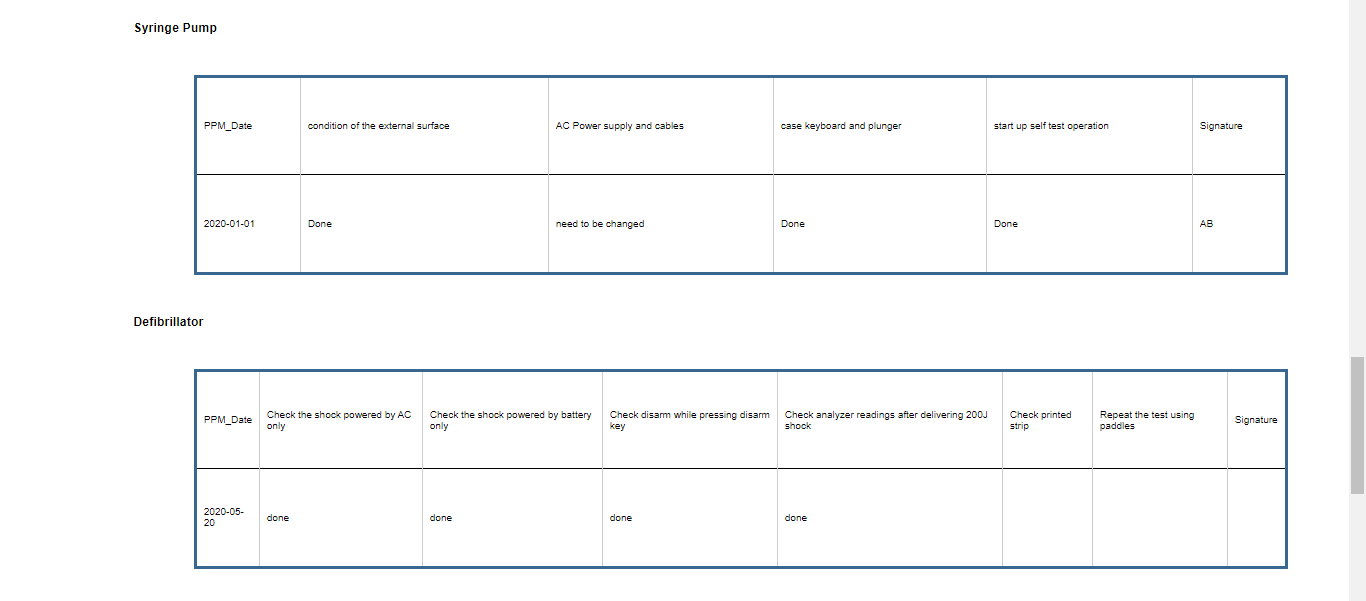 Syringe Pump
PPM_Date condition of the external surface AC Power supply and cables case keyboard and plunger start up self test operation Signature
2020-01-01 Done need to be changed Done Done AB
Defibrillator
PPM_Date
Check the shock powered by AC
only
Check the shock powered by battery
only
Check disarm while pressing disarm
key
Check analyzer readings after delivering 200J
shock
Check printed
strip
Repeat the test using
paddles
Signature
2020-05-
20
done done done done